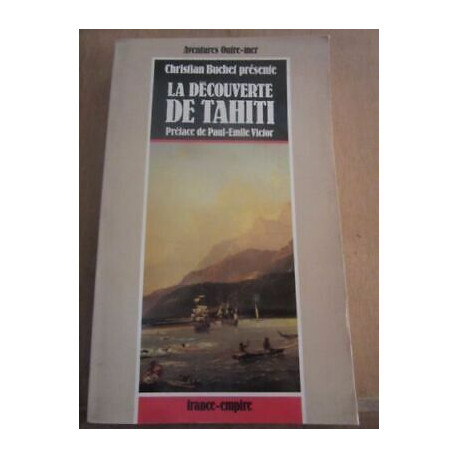 Aventures Outre-mer
Christian Buchet présente
LA DÉCOUVERTE
DE TAHITI
Préface de Paul-Emile Victor
france-empire